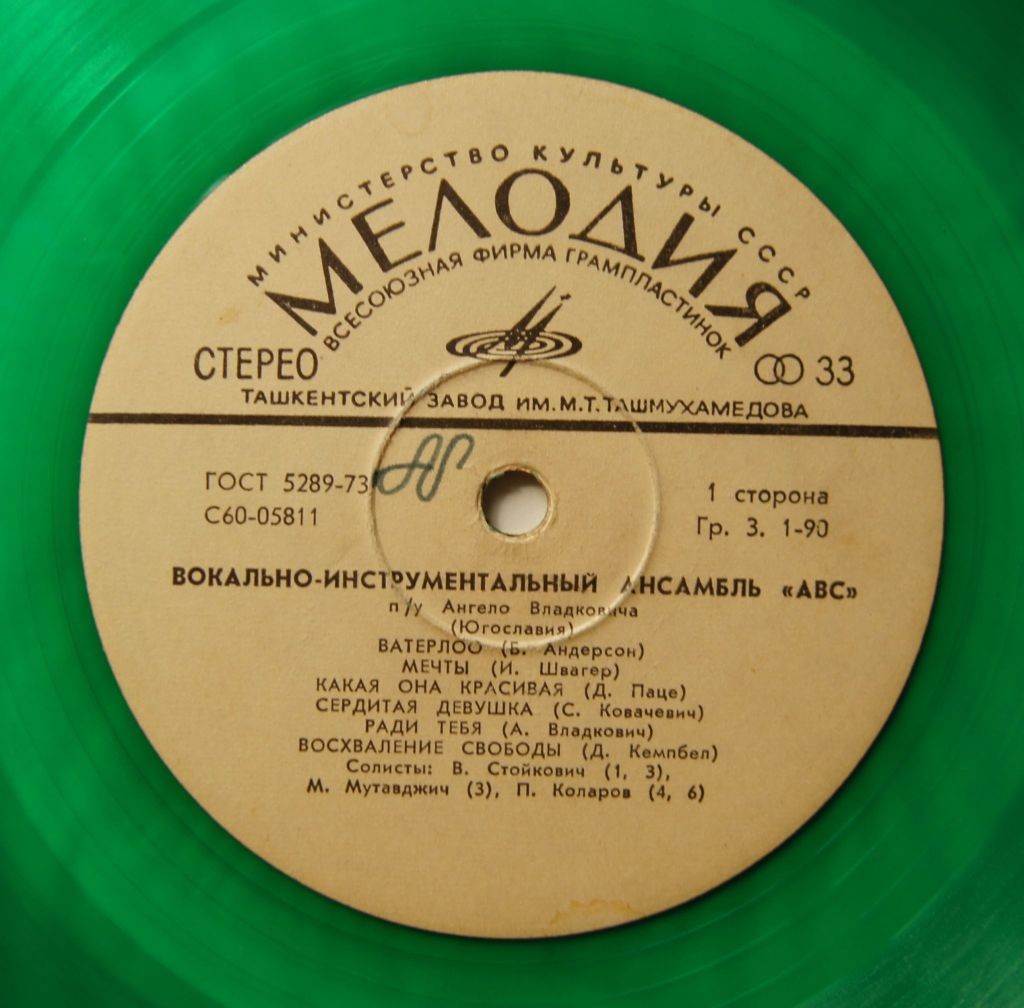 МИНИСТЕРСТВО КУЛЬТУРЫ СССР
МЕЛОДИЯ
ВСЕСОЮЗНАЯ ФИРМА ГРАМПЛАСТИНОК
СТЕРЕО
33
ТАШКЕНТСКИЙ ЗАВОД ИМ. М. Т. ТАШМУХАМЕДОВА
ГОСТ 5289-73
С60-05811
1 сторона
Гр. 3. 1-90
ВОКАЛЬНО-ИНСТРУМЕНТАЛЬНЫЙ АНСАМБЛЬ «АВС»
п/у Ангело Владковича
(Югославия)
ВАТЕРЛОО (Б. Андерсон)
МЕЧТЫ (И. Швагер)
КАКАЯ ОНА КРАСИВАЯ (Д. Паце)
СЕРДИТАЯ ДЕВУШКА (С. Ковачевич)
РАДИ ТЕБЯ (А. Владкович)
ВОСХВАЛЕНИЕ СВОБОДЫ (Д. Кемпбел)
Солисты: В. Стойкович (1, 3),
М. Мутавджич (3), П. Коларов (4, 6)